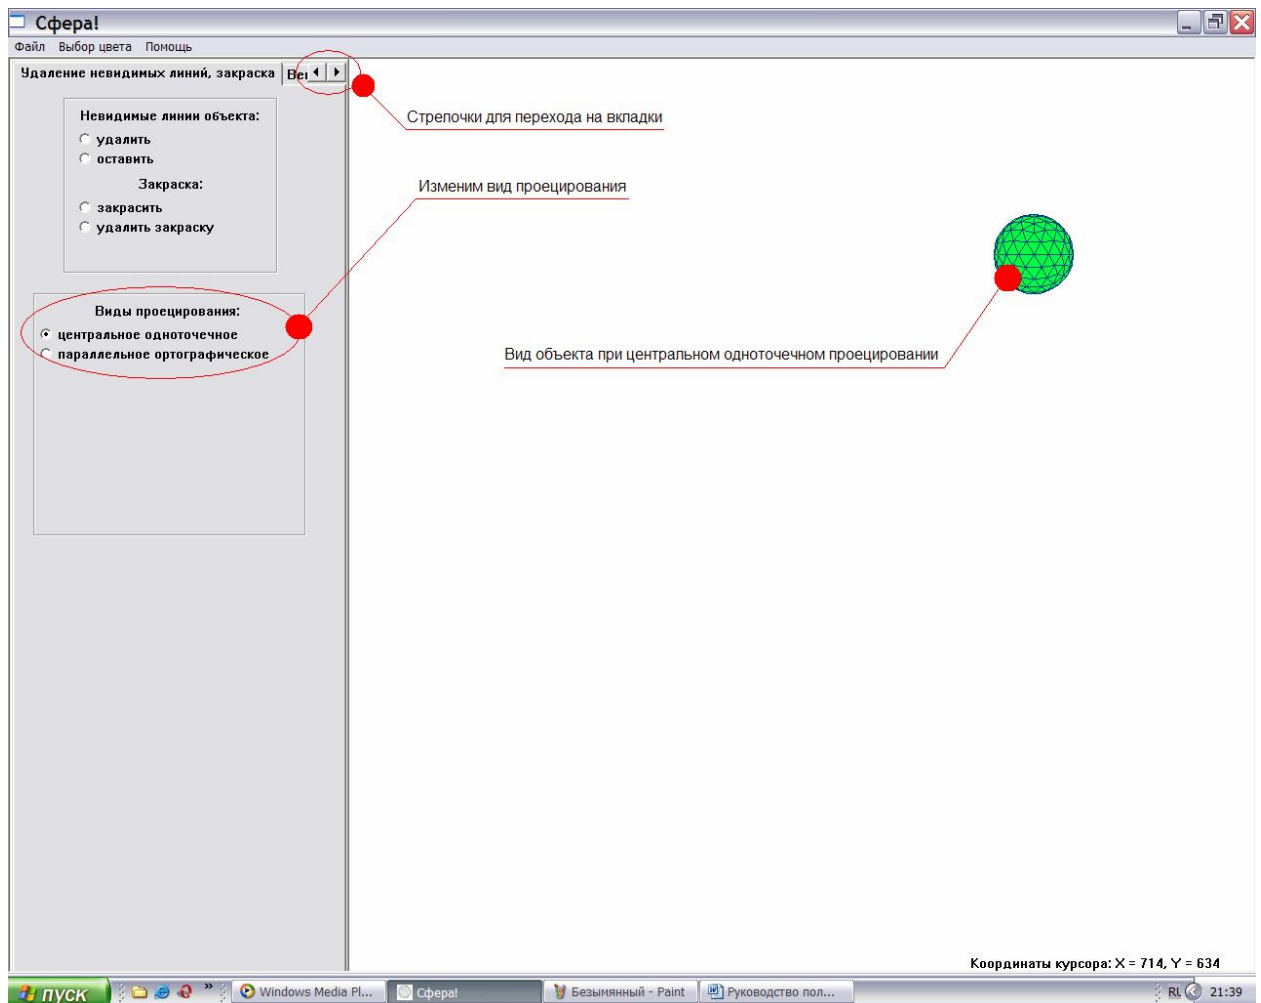 Сфера!
Файл Выбор цвета Помощь
Удаление невидимых линий, закраска
Невидимые линии объекта:
удалить
оставить
Закраска:
закрасить
удалить закраску
Виды проецирования:
центральное одноточечное
параллельное ортографическое
Стрелочки для перехода на вкладки
Изменим вид проецирования
Вид объекта при центральном одноточечном проецировании
Координаты курсора: X = 714, Y = 634
пуск
Windows Media Pl...
Сфера!
Безымянный - Paint
Руководство пол...
21:39